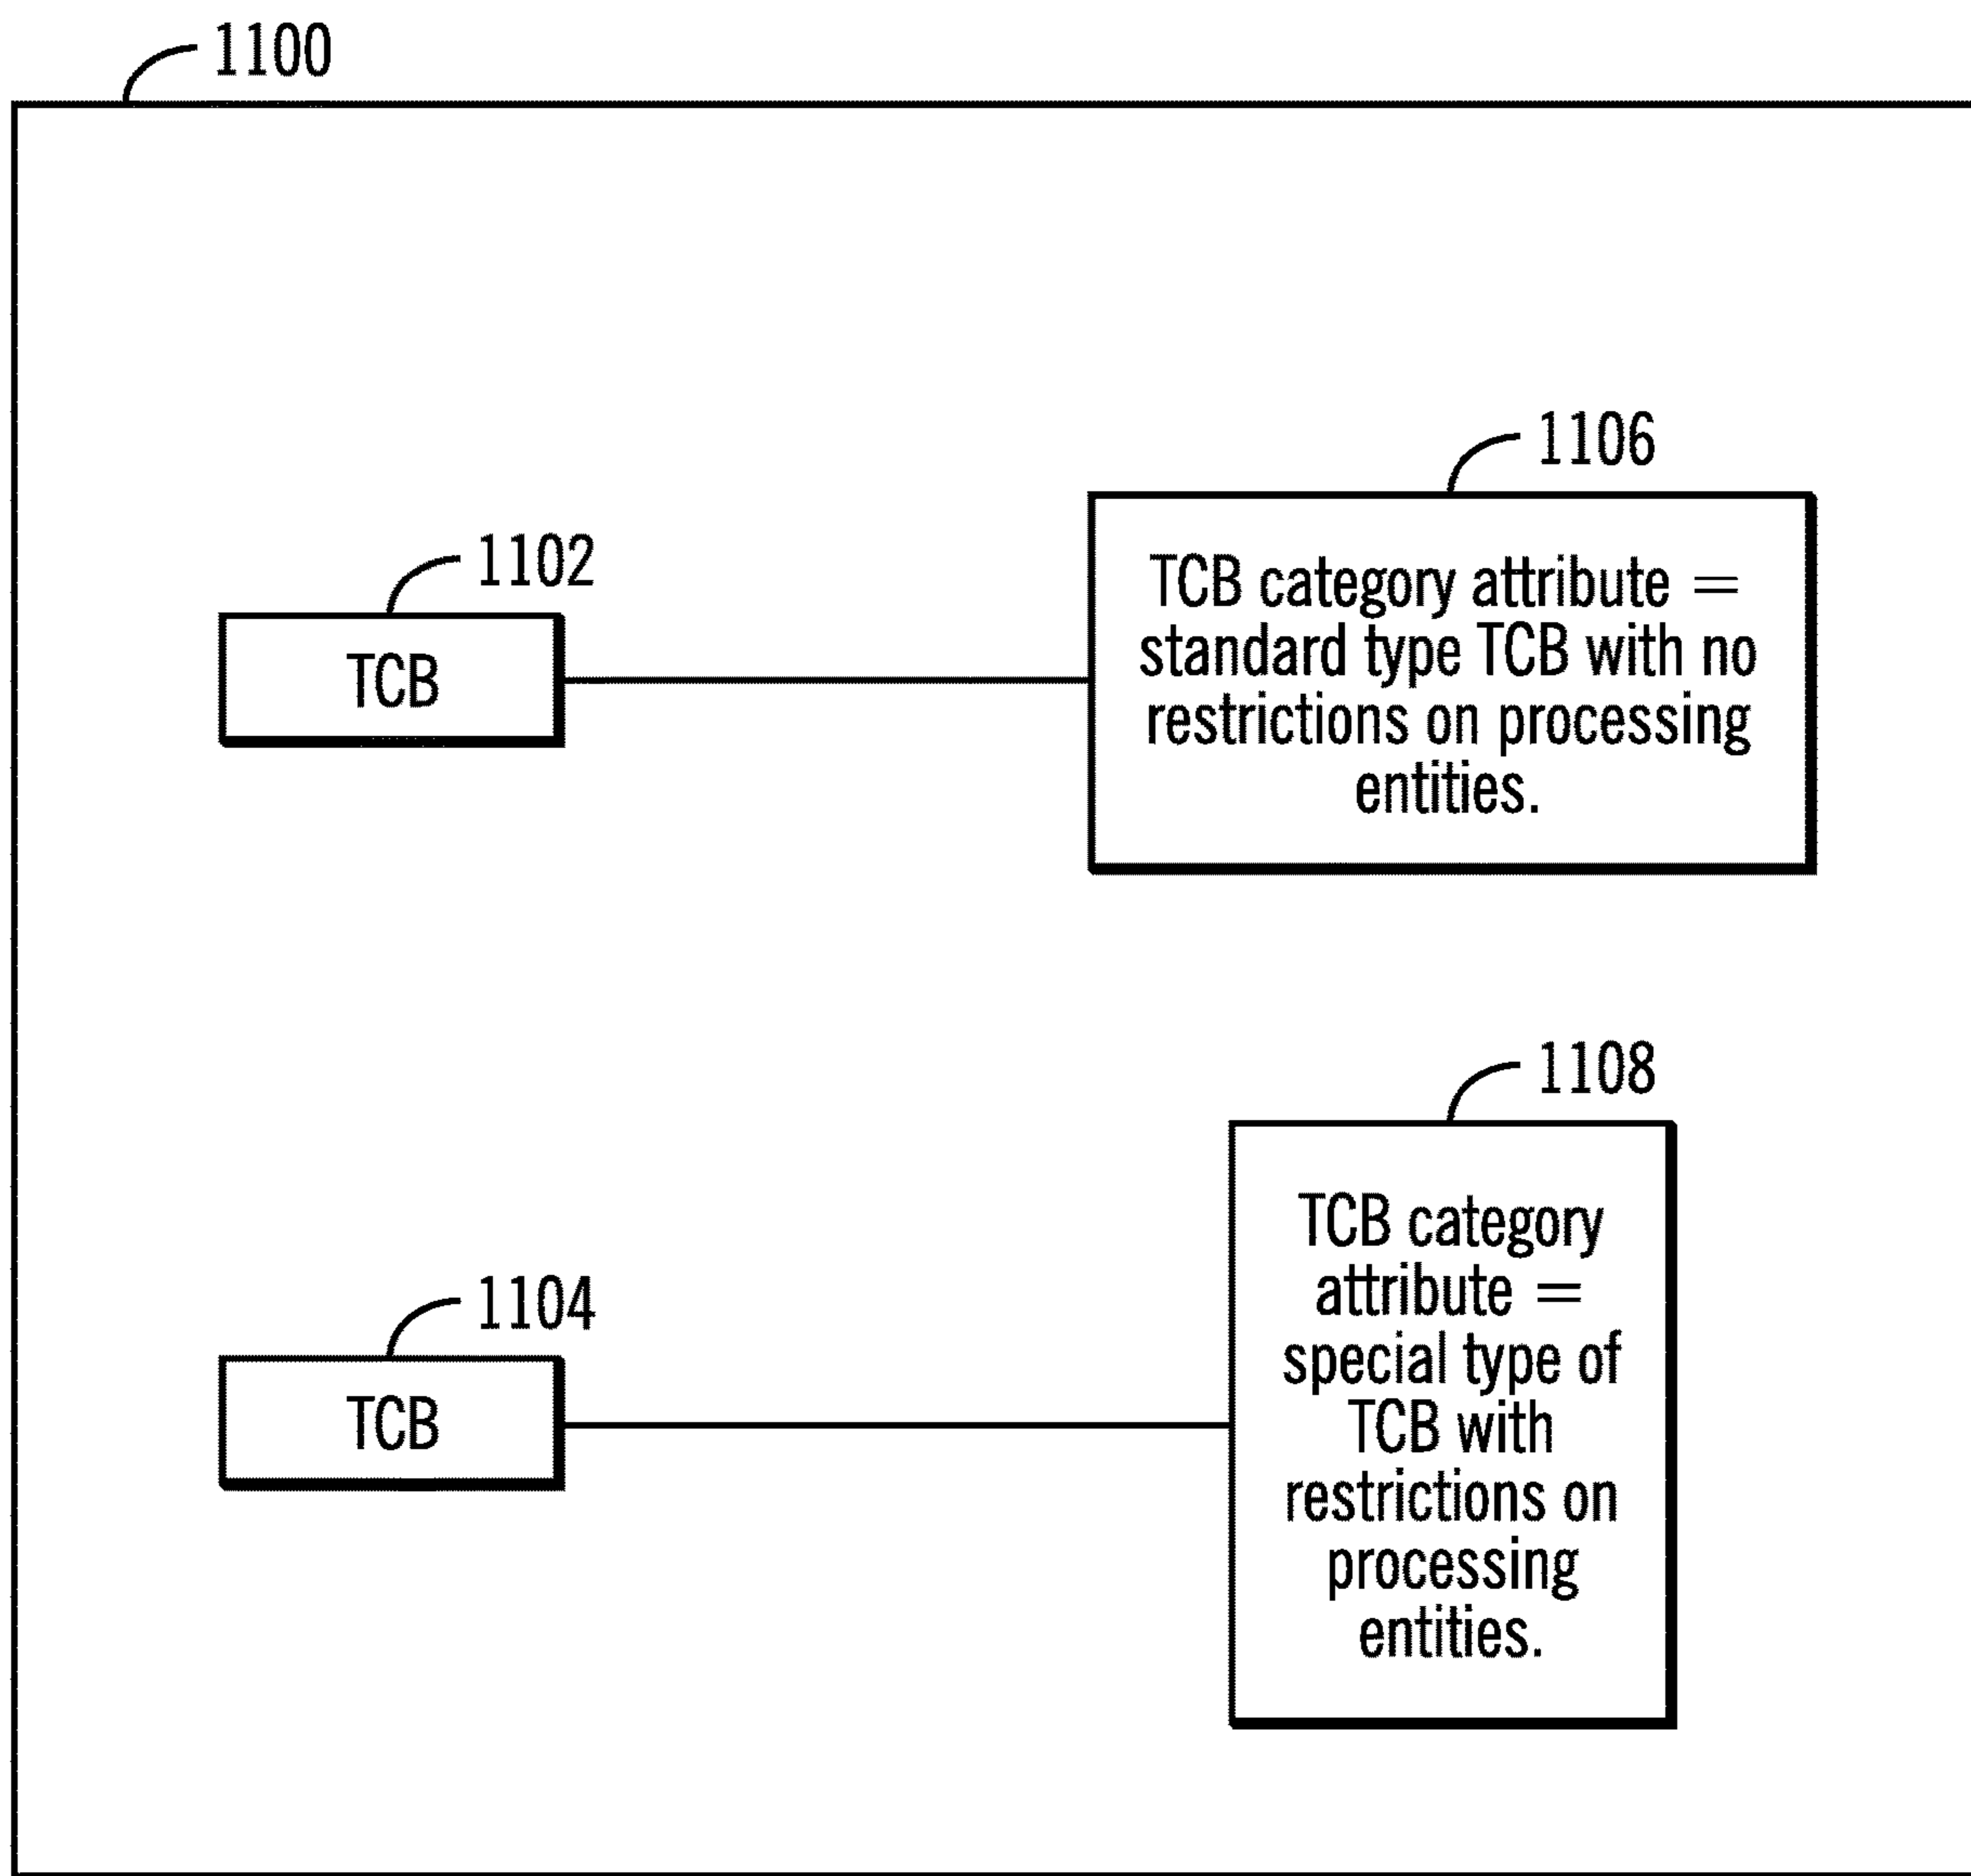 1100
1106
TCB category attribute =
standard type TCB with no
restrictions on processing
entities.
1102
TCB
1108
TCB category
attribute =
special type of
TCB with
restrictions on
processing
entities.
1104
TCB